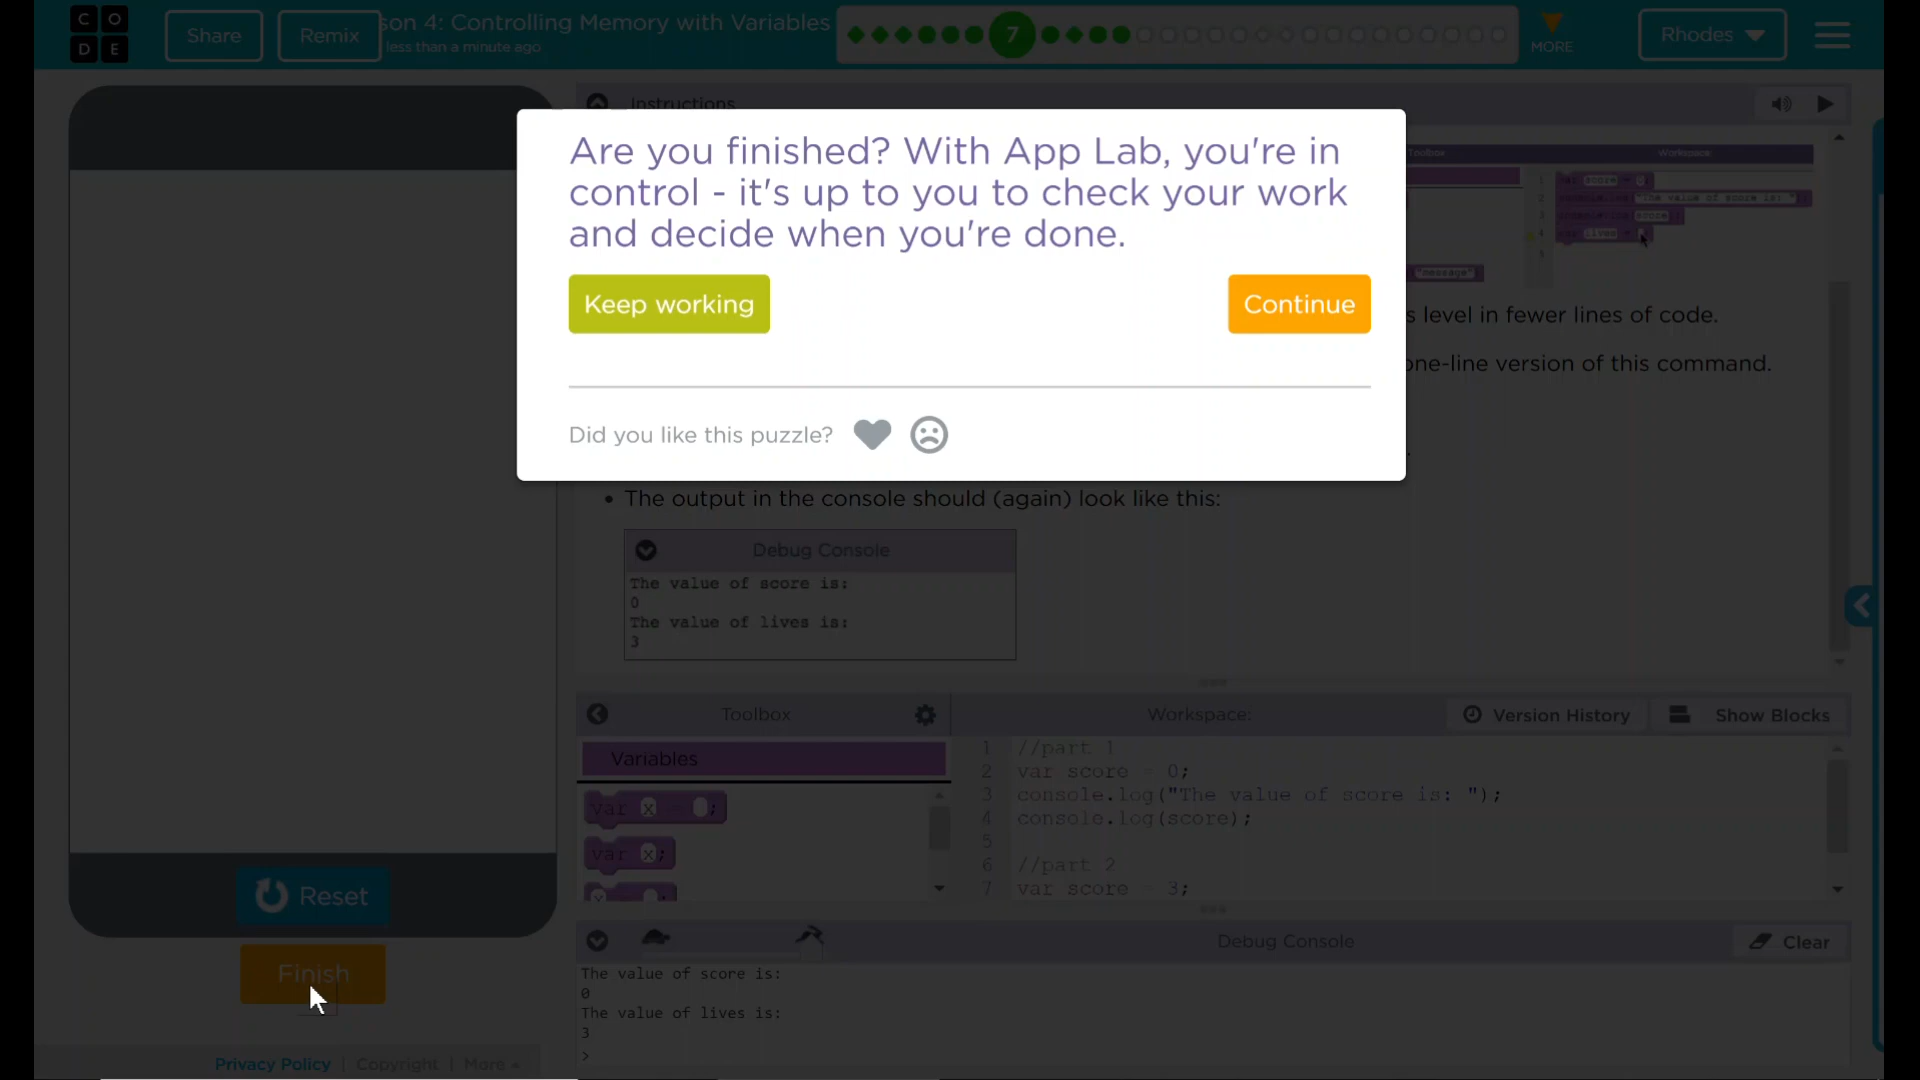 C O
D E
Share
Remix
son 4: Controlling Memory with Variables
less than a minute ago
7
MORE
Rhodes
Instructions
Toolbox
Workspace:
Are you finished? With App Lab, you're in
control - it's up to you to check your work
and decide when you're done.
Keep working
Continue
Did you like this puzzle?
"message"
s level in fewer lines of code.
one-line version of this command.
• The output in the console should (again) look like this:
Debug Console
The value of score is:
0
The value of lives is:
3
Toolbox
Workspace:
Version History
Show Blocks
Variables
var x = ;
var x;
1 //part 1
2 var score = 0;
3 console.log("The value of score is: ");
4 console.log(score);
5
6 //part 2
7 var score = 3;
Reset
Finish
Debug Console
Clear
The value of score is:
0
The value of lives is:
3
>
Privacy Policy | Copyright | More